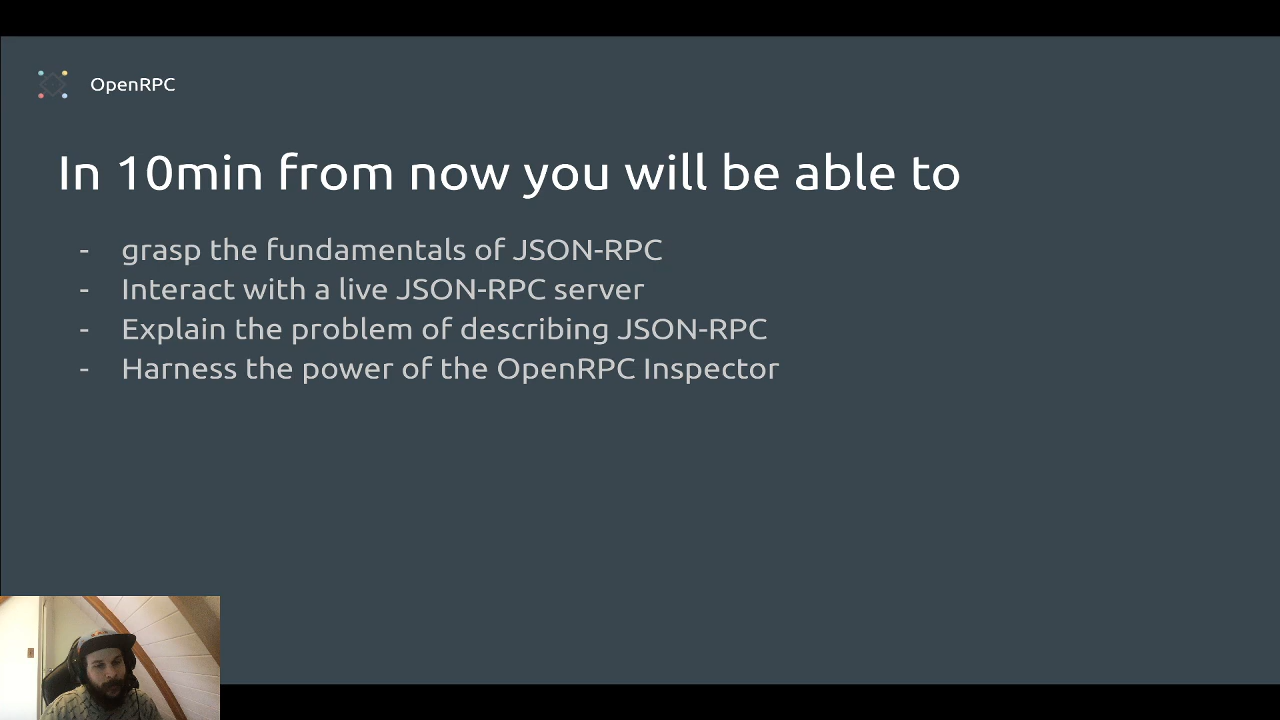 OpenRPC
In 10min from now you will be able to
- grasp the fundamentals of JSON-RPC
- Interact with a live JSON-RPC server
- Explain the problem of describing JSON-RPC
- Harness the power of the OpenRPC Inspector